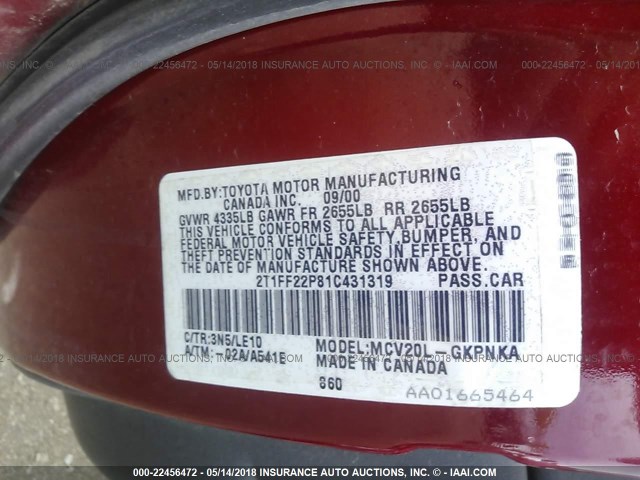 000-22456472 - 05/14/2018 INSURANCE AUTO AUCTIONS, INC. © - IAAI.COM
MFD.BY:TOYOTA MOTOR MANUFACTURING
CANADA INC. 09/00
GVWR 4335LB GAWR FR 2655LB RR 2655LB
THIS VEHICLE CONFORMS TO ALL APPLICABLE
FEDERAL MOTOR VEHICLE SAFETY,BUMPER, AND
THEFT PREVENTION STANDARDS IN EFFECT ON
THE DATE OF MANUFACTURE SHOWN ABOVE.
2T1FF22P81C431319 PASS.CAR
C/TR:3N5/LE10 MODEL:MCV20L-GKPNKA
A/TM:-02A/A541E MADE IN CANADA
860
AA01665464
000-22456472 - 05/14/2018 INSURANCE AUTO AUCTIONS, INC. © - IAAI.COM